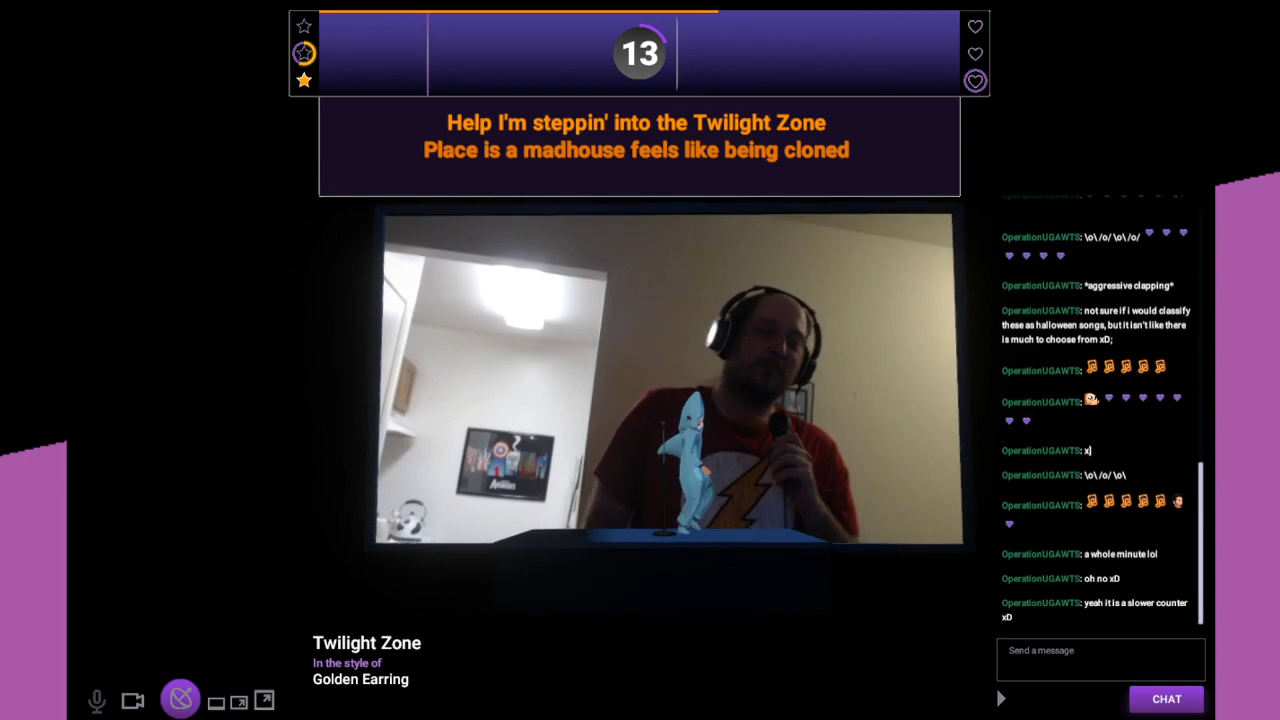 13
Help I'm steppin' into the Twilight Zone
Place is a madhouse feels like being cloned
OperationUGAWTS: \o\ /o/ \o\ /o/
OperationUGAWTS: *aggressive clapping*
OperationUGAWTS: not sure if i would classify
these as halloween songs, but it isn't like there
is much to choose from xD;
OperationUGAWTS:
OperationUGAWTS:
OperationUGAWTS: x]
OperationUGAWTS: \o\ /o/ \o\
OperationUGAWTS:
OperationUGAWTS: a whole minute lol
OperationUGAWTS: oh no xD
OperationUGAWTS: yeah it is a slower counter
xD
AVENGERS
Twilight Zone
In the style of
Golden Earring
Send a message
CHAT